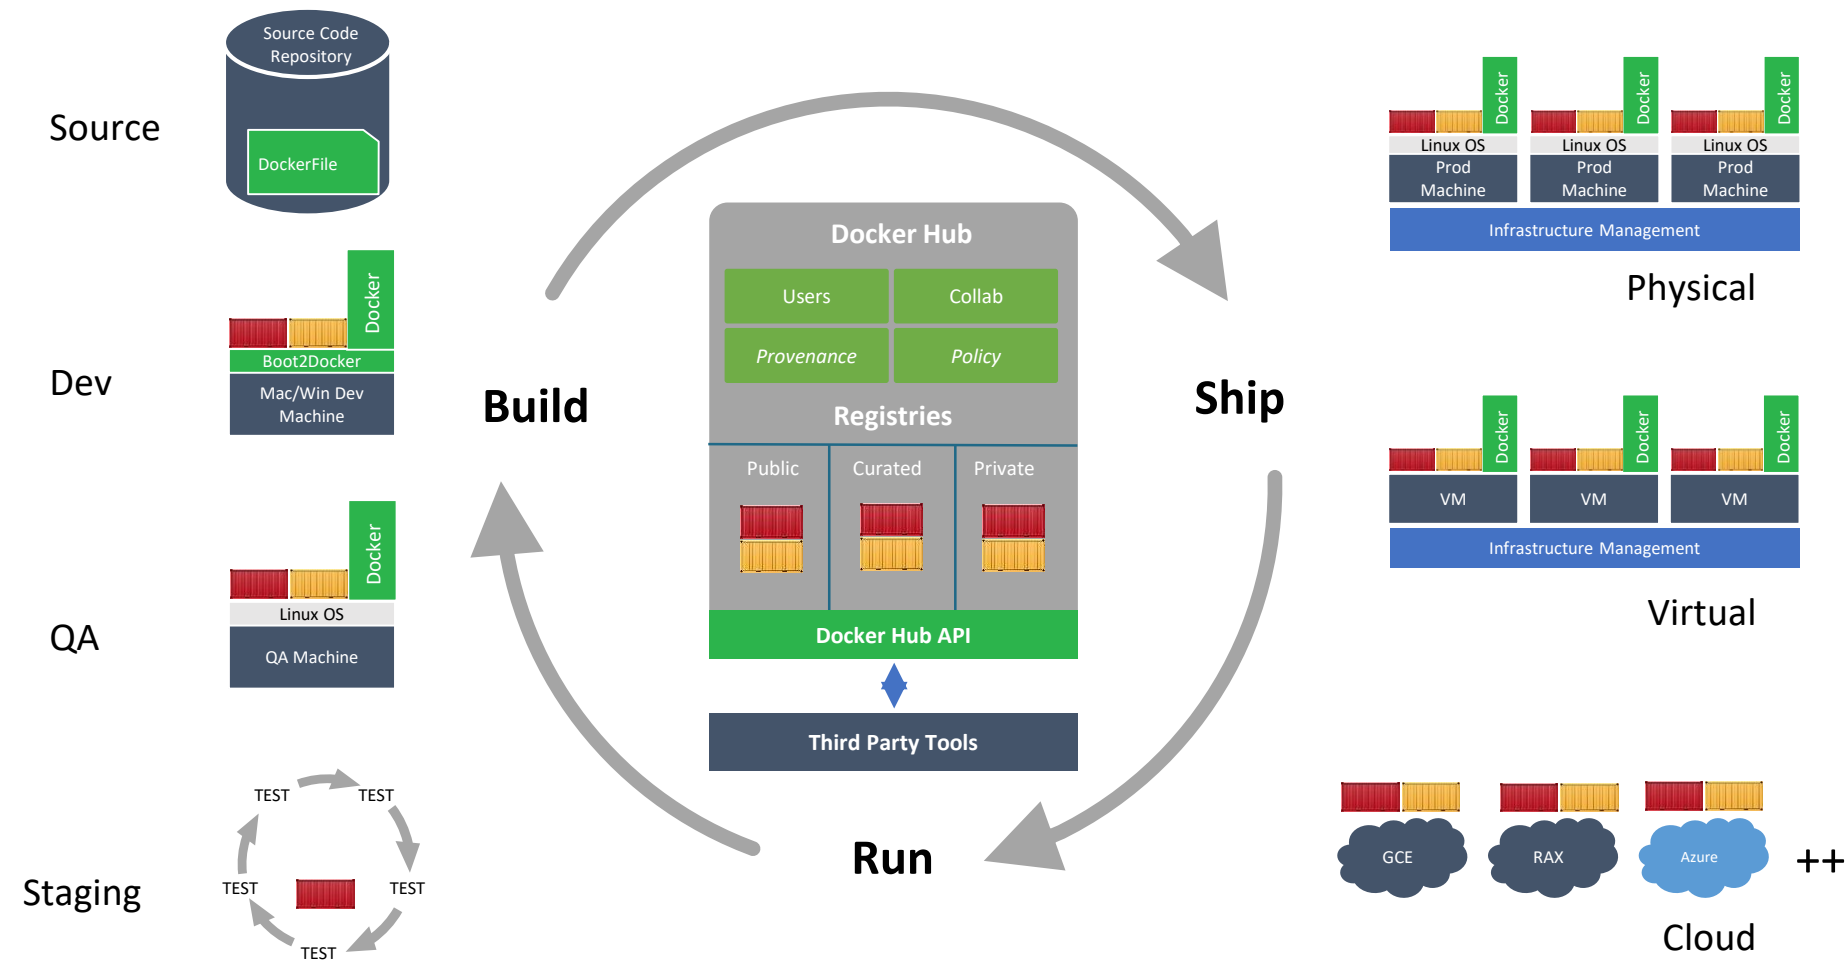 Source Code
Repository
DockerFile
Source
Docker
Boot2Docker
Mac/Win Dev
Machine
Dev
Docker
Linux OS
QA Machine
QA
TEST
TEST
TEST
TEST
TEST
Staging
Build
Docker Hub
Users
Collab
Provenance
Policy
Registries
Public
Curated
Private
Docker Hub API
Third Party Tools
Ship
Run
Docker
Docker
Docker
Linux OS
Linux OS
Linux OS
Prod
Machine
Prod
Machine
Prod
Machine
Infrastructure Management
Physical
Docker
Docker
Docker
VM
VM
VM
Infrastructure Management
Virtual
GCE
RAX
Azure
++
Cloud